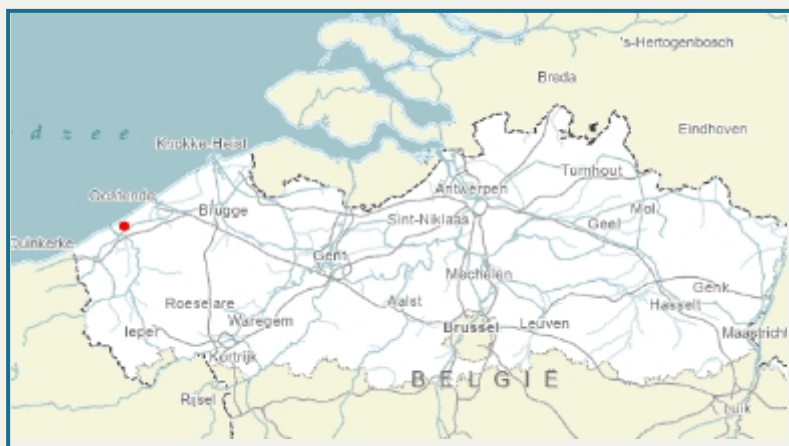 's-Hertogenbosch
Breda
d z e e
Eindhoven
Knokke-Heist
Turnhout
Antwerpen
Oostende
Brugge
Mol
Sint-Niklaas
Geel
Duinkerke
Gent
Mechelen
Genk
Roeselare
Aalst
Hasselt
Waregem
Brussel
Leuven
Ieper
Maastricht
Kortrijk
BELGIË
Rijsel
Luik